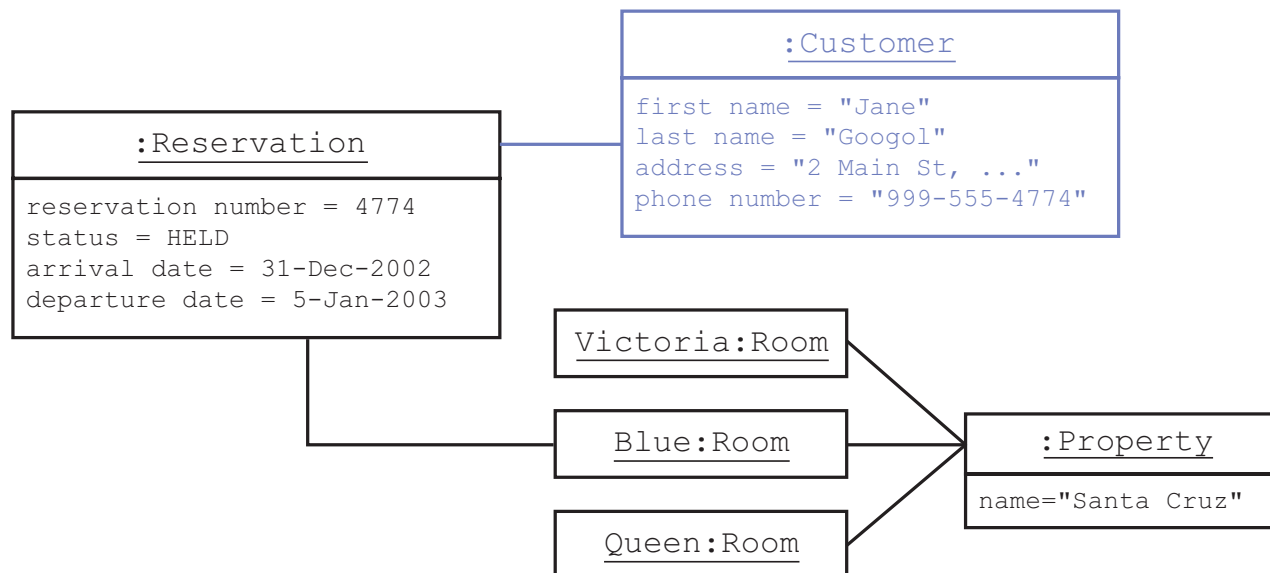 :Customer
first name = "Jane"
last name = "Googol"
address = "2 Main St, ..."
phone number = "999-555-4774"
:Reservation
reservation number = 4774
status = HELD
arrival date = 31-Dec-2002
departure date = 5-Jan-2003
Victoria:Room
Blue:Room
Queen:Room
:Property
name="Santa Cruz"